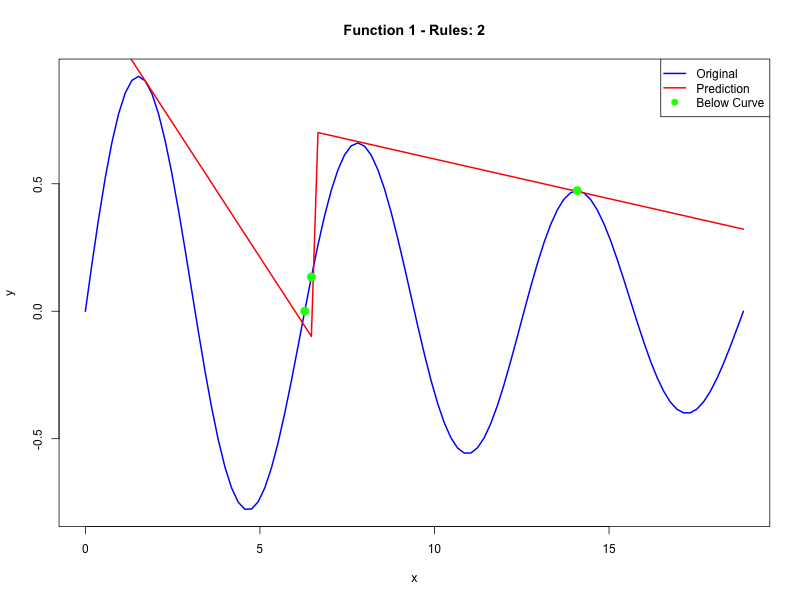 Function 1 - Rules: 2
Original
Prediction
Below Curve
0.5
0.0
-0.5
y
0
5
10
15
x